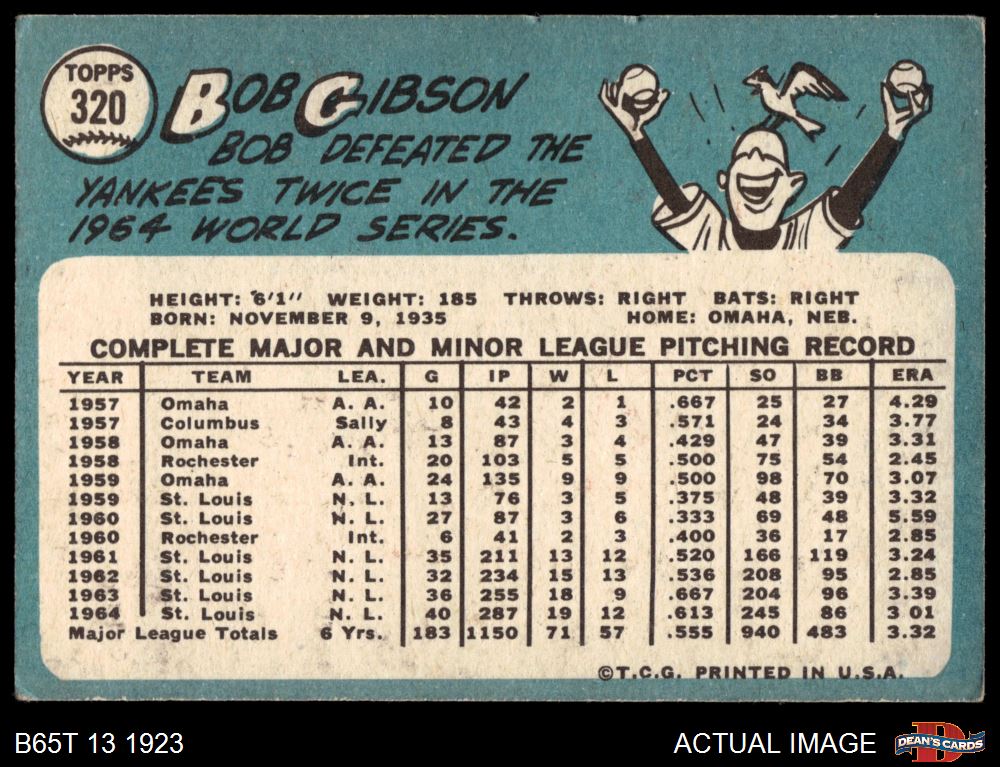 TOPPS
320
BOB GIBSON
BOB DEFEATED THE
YANKEES TWICE IN THE
1964 WORLD SERIES.
HEIGHT: 6'1" WEIGHT: 185 THROWS: RIGHT BATS: RIGHT
BORN: NOVEMBER 9, 1935 HOME: OMAHA, NEB.
COMPLETE MAJOR AND MINOR LEAGUE PITCHING RECORD
YEAR TEAM LEA. G IP W L PCT SO BB ERA
1957 Omaha A. A. 10 42 2 1 .667 25 27 4.29
1957 Columbus Sally 8 43 4 3 .571 24 34 3.77
1958 Omaha A. A. 13 87 3 4 .429 47 39 3.31
1958 Rochester Int. 20 103 5 5 .500 75 54 2.45
1959 Omaha A. A. 24 135 9 9 .500 98 70 3.07
1959 St. Louis N. L. 13 76 3 5 .375 48 39 3.32
1960 St. Louis N. L. 27 87 3 6 .333 69 48 5.59
1960 Rochester Int. 6 41 2 3 .400 36 17 2.85
1961 St. Louis N. L. 35 211 13 12 .520 166 119 3.24
1962 St. Louis N. L. 32 234 15 13 .536 208 95 2.85
1963 St. Louis N. L. 36 255 18 9 .667 204 96 3.39
1964 St. Louis N. L. 40 287 19 12 .613 245 86 3.01
Major League Totals 6 Yrs. 183 1150 71 57 .555 940 483 3.32
©T.C.G. PRINTED IN U.S.A.
B65T 13 1923 ACTUAL IMAGE DEAN'S CARDS